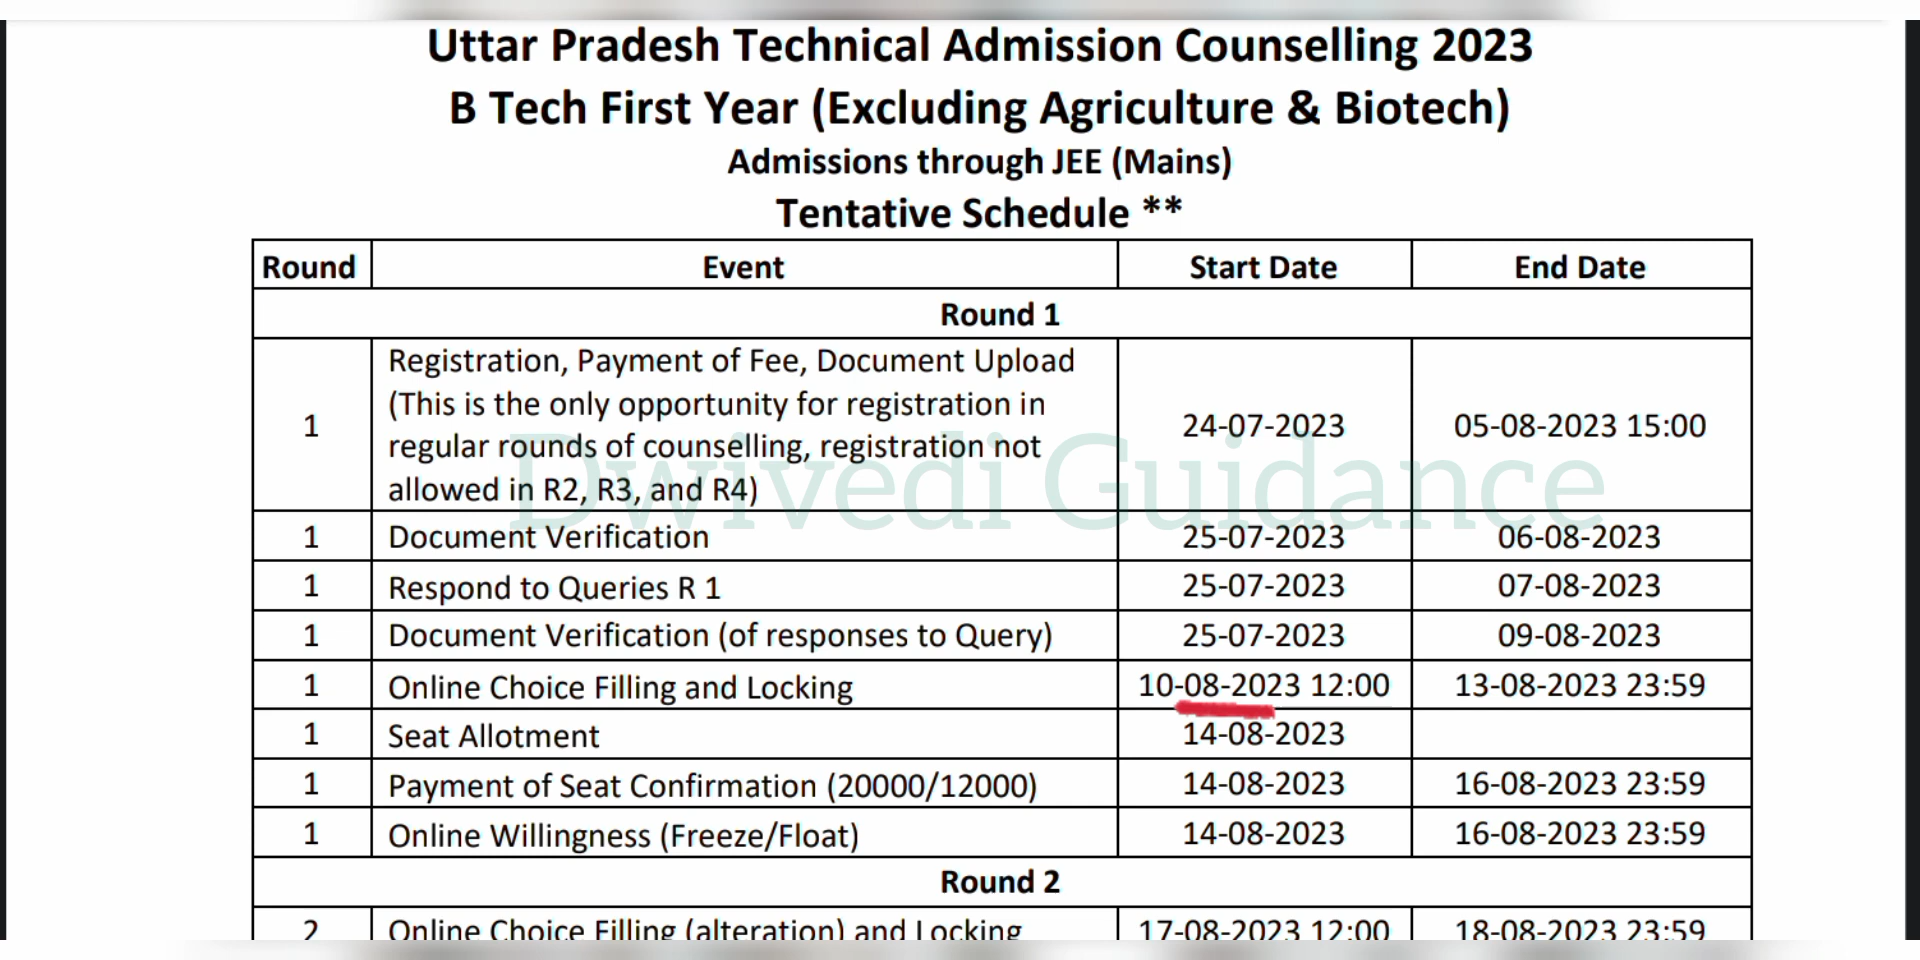 Uttar Pradesh Technical Admission Counselling 2023
B Tech First Year (Excluding Agriculture & Biotech)
Admissions through JEE (Mains)
Tentative Schedule **
Round Event Start Date End Date
Round 1
1 Registration, Payment of Fee, Document Upload
(This is the only opportunity for registration in
regular rounds of counselling, registration not
allowed in R2, R3, and R4) 24-07-2023 05-08-2023 15:00
Dwivedi Guidance
1 Document Verification 25-07-2023 06-08-2023
1 Respond to Queries R 1 25-07-2023 07-08-2023
1 Document Verification (of responses to Query) 25-07-2023 09-08-2023
1 Online Choice Filling and Locking 10-08-2023 12:00 13-08-2023 23:59
1 Seat Allotment 14-08-2023
1 Payment of Seat Confirmation (20000/12000) 14-08-2023 16-08-2023 23:59
1 Online Willingness (Freeze/Float) 14-08-2023 16-08-2023 23:59
Round 2
2 Online Choice Filling (alteration) and Locking 17-08-2023 12:00 18-08-2023 23:59